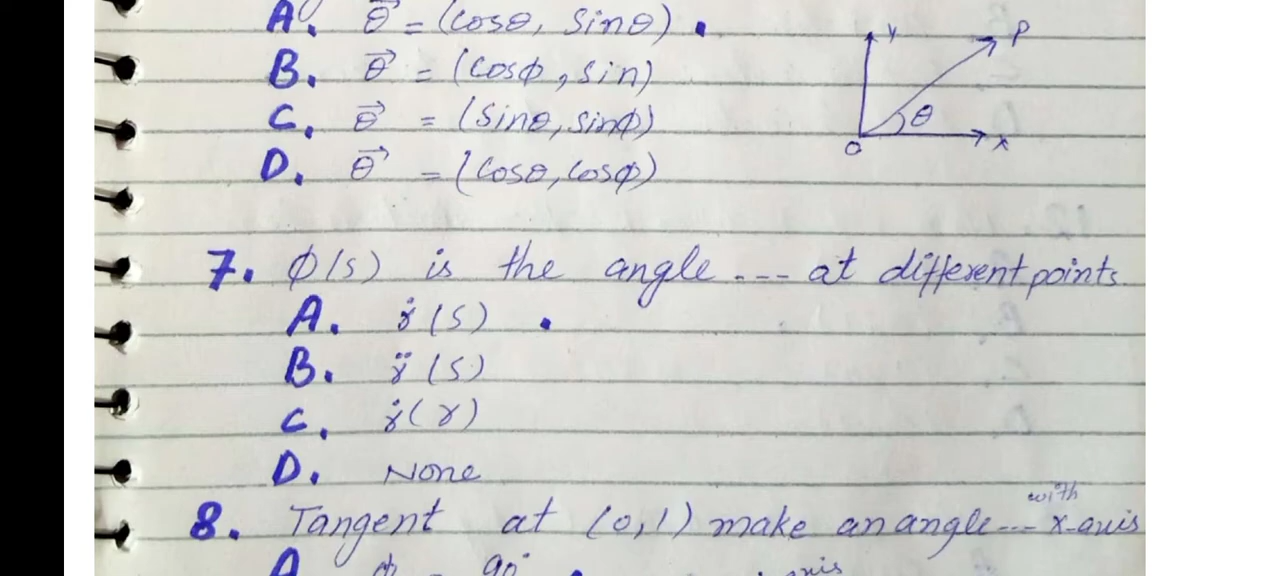 A. θ⃗ = (cosθ, sinθ) •
B. θ⃗ = (cosφ, sin)
C. θ⃗ = (sinθ, sinφ)
D. θ⃗ = (cosθ, cosφ)
y
P
θ
O
x
7. φ(s) is the angle --- at different points.
A. γ̇(s) •
B. γ̈(s)
C. γ̇(γ)
D. None
8. Tangent at (0,1) make an angle --- with x-axis
A φ 90°